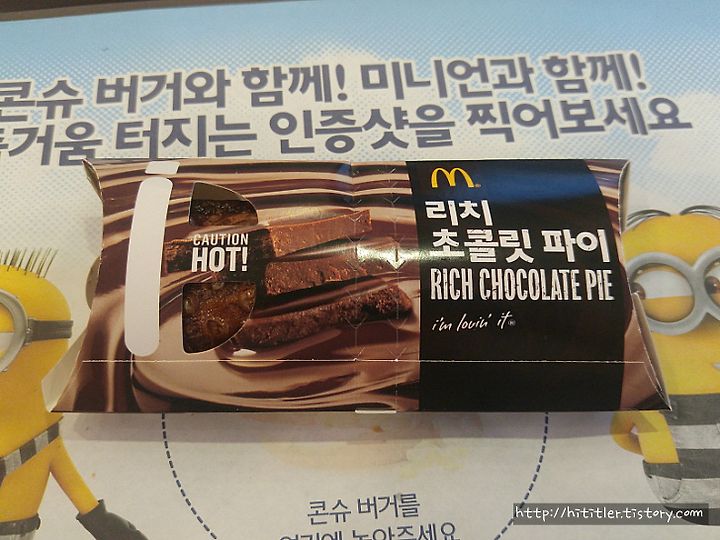 콘슈 버거와 함께! 미니언과 함께!
터지는 인증샷을 찍어보세요
리치
초콜릿 파이
RICH CHOCOLATE PIE
i'm lovin' it®
CAUTION
HOT!
콘슈 버거를
http://hititler.tistory.com